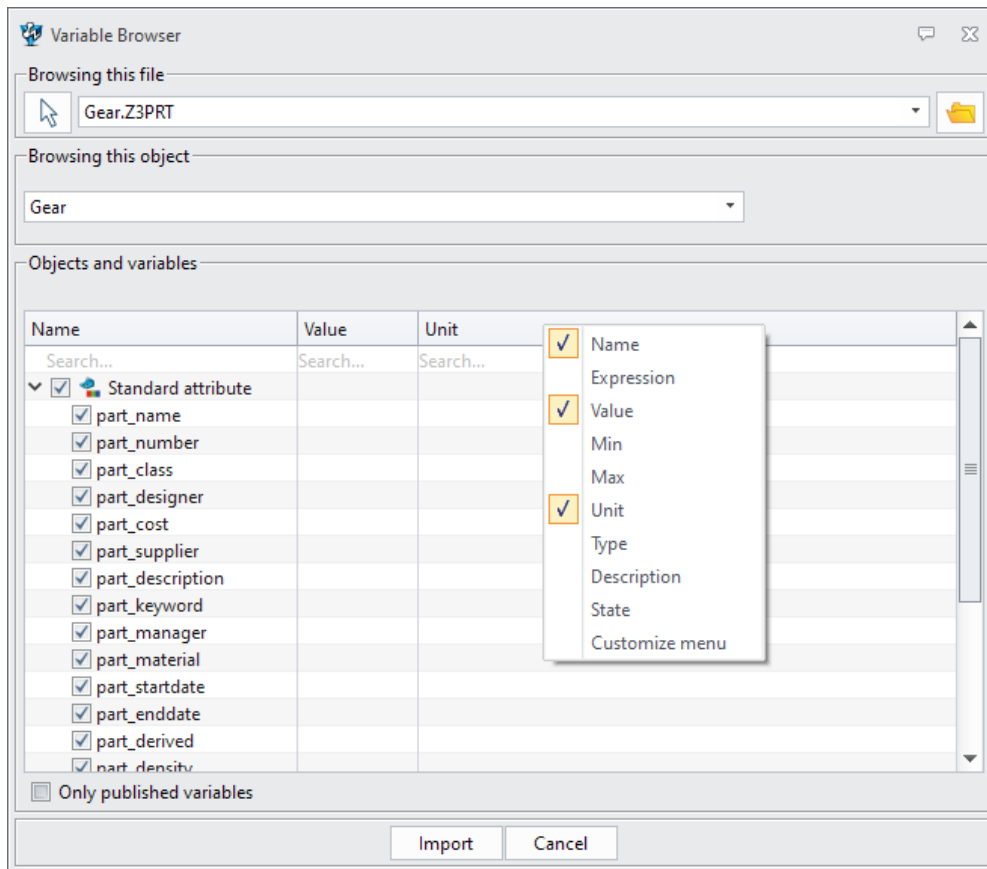 Variable Browser
Browsing this file
Gear.Z3PRT
Browsing this object
Gear
Objects and variables
Name Value Unit
Search... Search... Search...
Standard attribute
part_name
part_number
part_class
part_designer
part_cost
part_supplier
part_description
part_keyword
part_manager
part_material
part_startdate
part_enddate
part_derived
part_density
Name
Expression
Value
Min
Max
Unit
Type
Description
State
Customize menu
Only published variables
Import Cancel